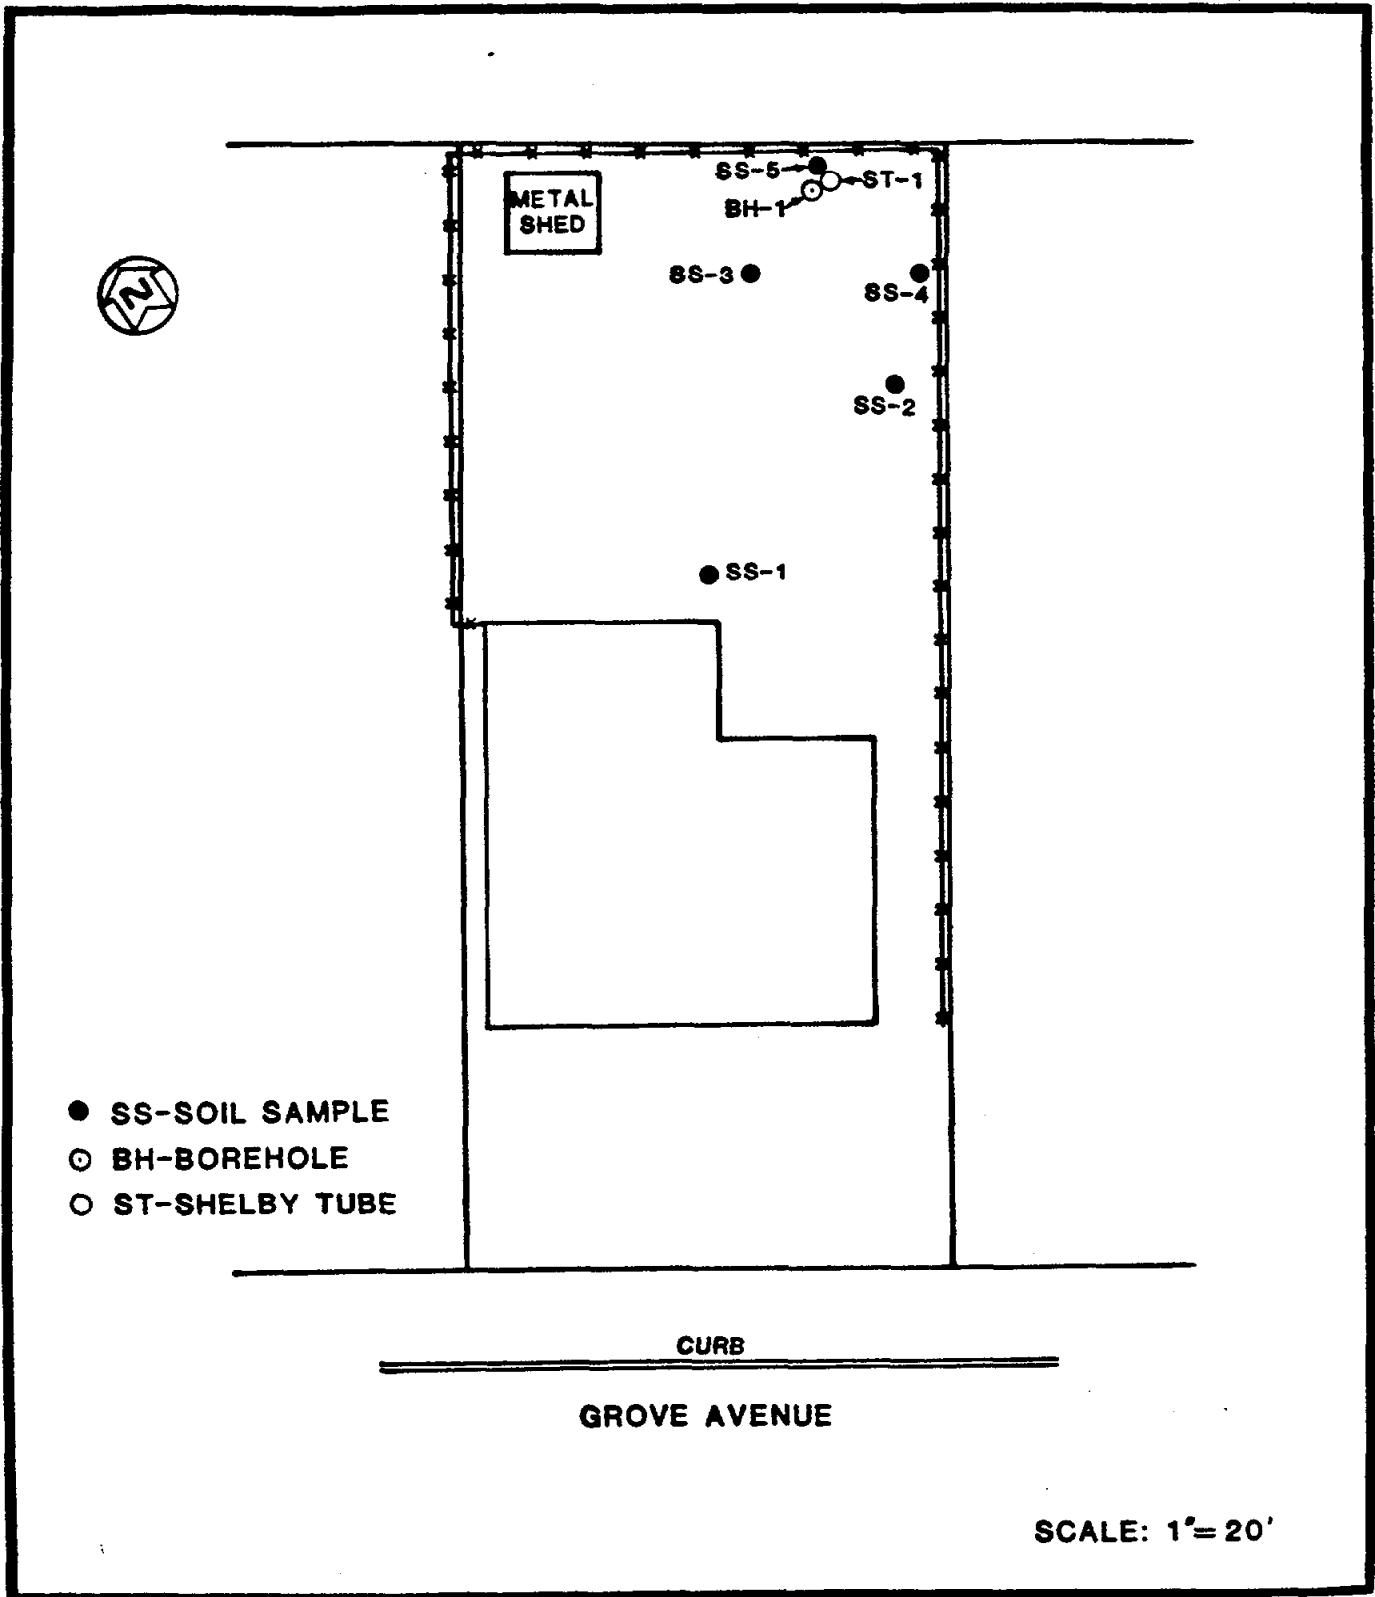 SS-5
ST-1
BH-1
METAL
SHED
SS-3
SS-4
N
SS-2
SS-1
SS-SOIL SAMPLE
BH-BOREHOLE
ST-SHELBY TUBE
CURB
GROVE AVENUE
SCALE: 1"= 20'